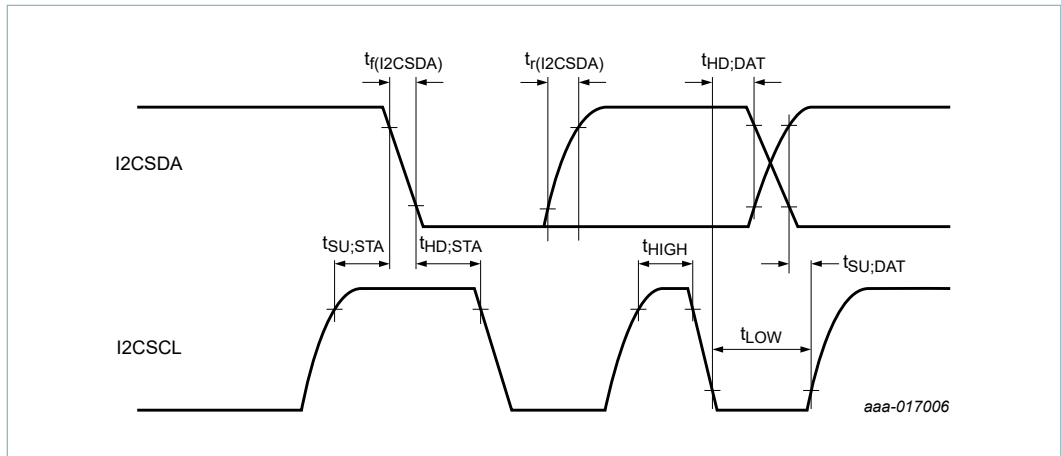 tf(I2CSDA)
tr(I2CSDA)
tHD;DAT
I2CSDA
tSU;STA
tHD;STA
tHIGH
tSU;DAT
I2CSCL
tLOW
aaa-017006